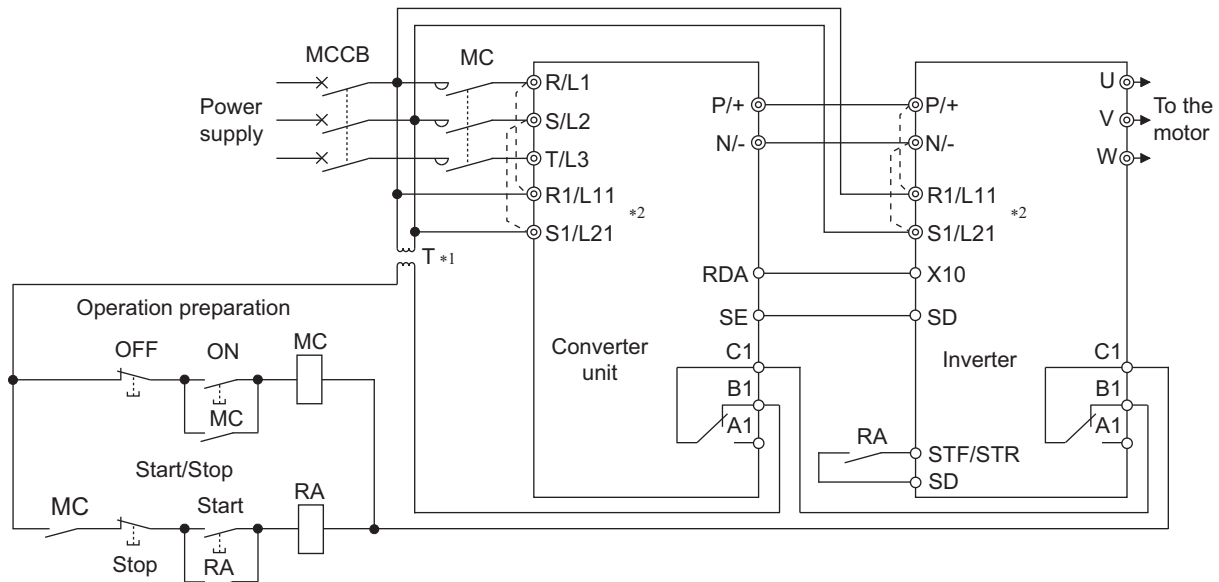 MCCB
MC
Power
supply
R/L1
S/L2
T/L3
R1/L11
*2
S1/L21
P/+
N/-
P/+
N/-
R1/L11
*2
S1/L21
U
V
W
To the
motor
T *1
RDA
X10
SE
SD
Converter
unit
C1
B1
A1
Inverter
C1
B1
A1
RA
STF/STR
SD
Operation preparation
OFF
ON
MC
MC
Start/Stop
MC
Start
RA
Stop
RA